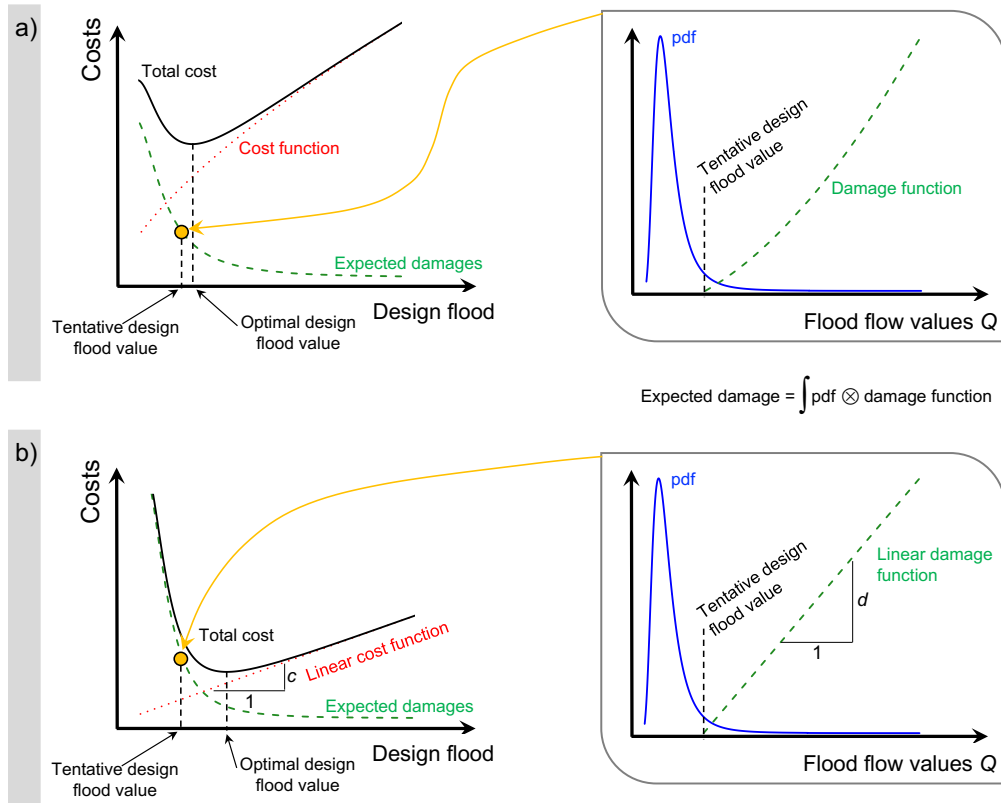 a)
Costs
Total cost
Cost function
Expected damages
Design flood
Tentative design
flood value
Optimal design
flood value
pdf
Tentative design
flood value
Damage function
Flood flow values Q
Expected damage = ∫ pdf ⊗ damage function
b)
Costs
Total cost
Linear cost function
c
1
Expected damages
Design flood
Tentative design
flood value
Optimal design
flood value
pdf
Tentative design
flood value
Linear damage
function
d
1
Flood flow values Q